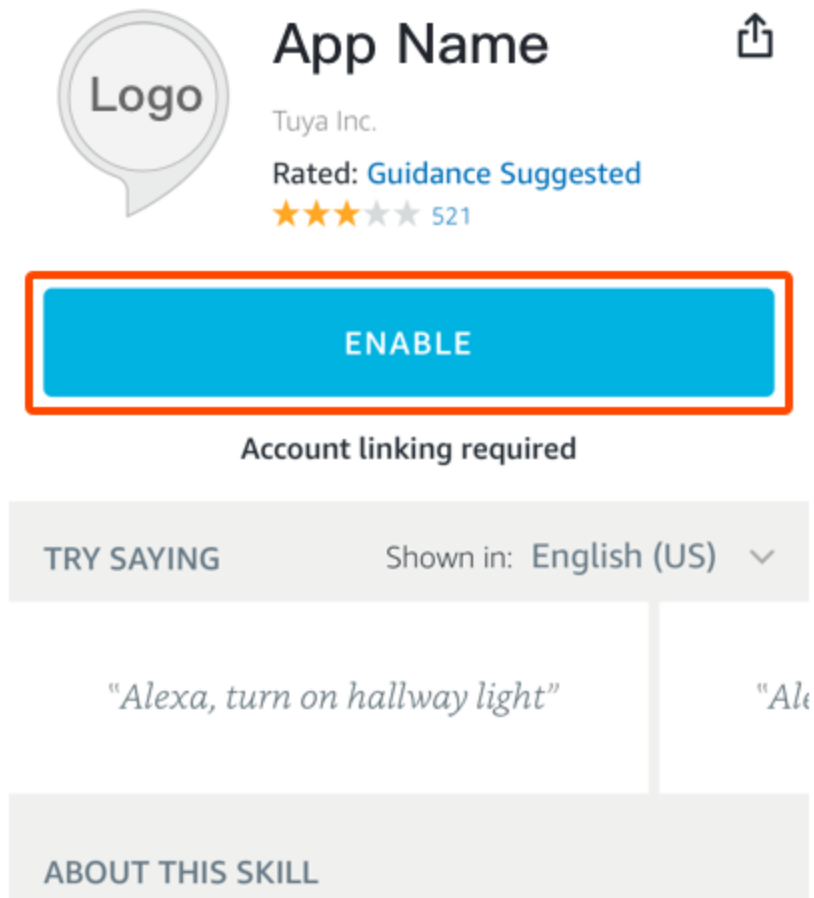 Logo
App Name
Tuya Inc.
Rated: Guidance Suggested
521
ENABLE
Account linking required
TRY SAYING Shown in: English (US)
"Alexa, turn on hallway light" "Ale
ABOUT THIS SKILL